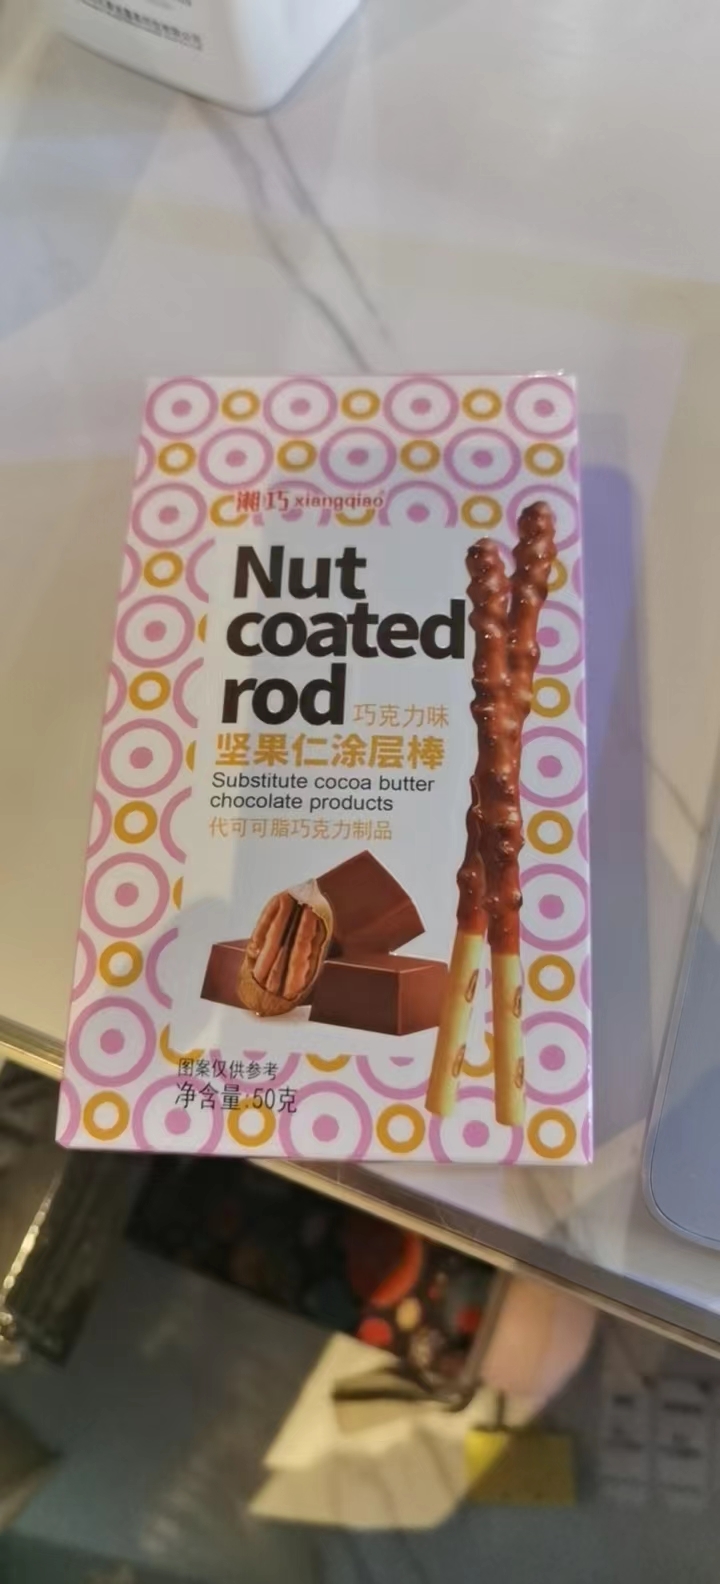 湘巧 xiangqiao
Nut
coated
rod 巧克力味
坚果仁涂层棒
Substitute cocoa butter
chocolate products
代可可脂巧克力制品
图案仅供参考
净含量:50克